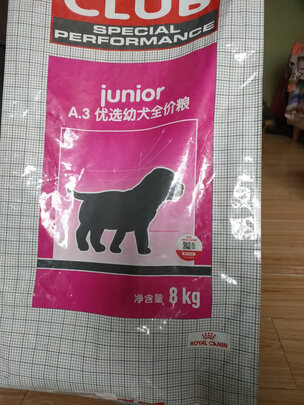 CLUB
SPECIAL
PERFORMANCE
junior
A.3 优选幼犬全价粮
净含量 8 kg
ROYAL CANIN